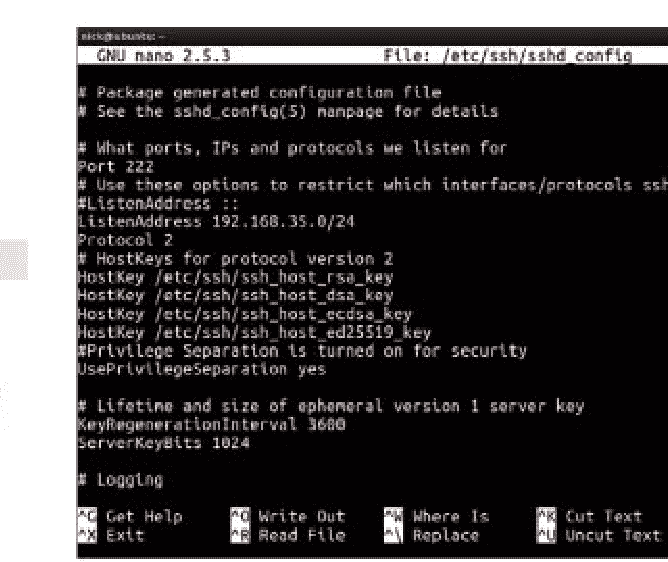 nick@ubuntu: ~
GNU nano 2.5.3 File: /etc/ssh/sshd_config
# Package generated configuration file
# See the sshd_config(5) manpage for details
# What ports, IPs and protocols we listen for
Port 222
# Use these options to restrict which interfaces/protocols ssh
#ListenAddress ::
ListenAddress 192.168.35.0/24
Protocol 2
# HostKeys for protocol version 2
HostKey /etc/ssh/ssh_host_rsa_key
HostKey /etc/ssh/ssh_host_dsa_key
HostKey /etc/ssh/ssh_host_ecdsa_key
HostKey /etc/ssh/ssh_host_ed25519_key
#Privilege Separation is turned on for security
UsePrivilegeSeparation yes
# Lifetime and size of ephemeral version 1 server key
KeyRegenerationInterval 3600
ServerKeyBits 1024
# Logging
^G Get Help ^O Write Out ^W Where Is ^K Cut Text
^X Exit ^R Read File ^\ Replace ^U Uncut Text